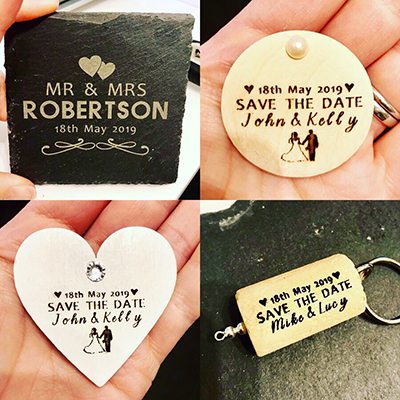 MR & MRS
ROBERTSON
18th May 2019
18th May 2019
SAVE THE DATE
John & Kelly
18th May 2019
SAVE THE DATE
John & Kelly
18th May 2019
SAVE THE DATE
Mike & Lucy